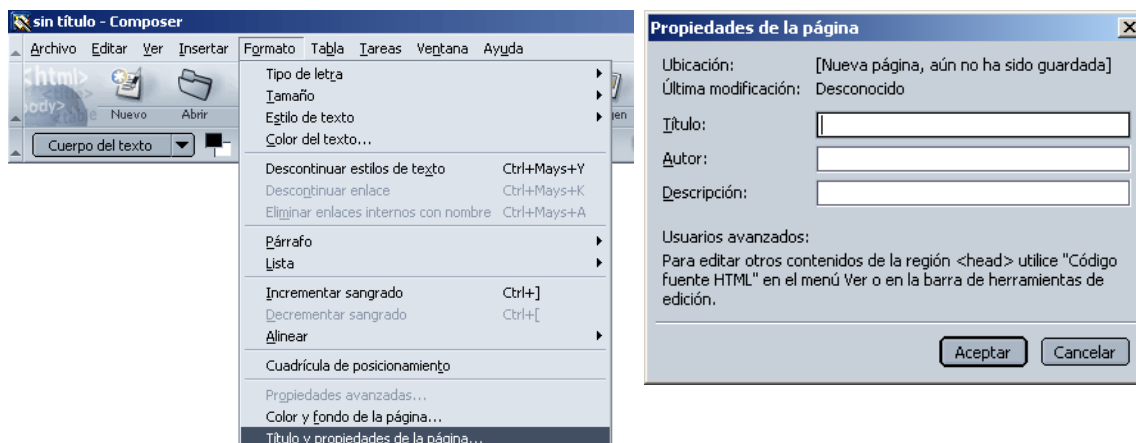 sin título - Composer
Archivo Editar Ver Insertar Formato Tabla Tareas Ventana Ayuda
<html>
body>
Nuevo Abrir gen
Cuerpo del texto
Tipo de letra
Tamaño
Estilo de texto
Color del texto...
Descontinuar estilos de texto Ctrl+Mays+Y
Descontinuar enlace Ctrl+Mays+K
Eliminar enlaces internos con nombre Ctrl+Mays+A
Párrafo
Lista
Incrementar sangrado Ctrl+]
Decrementar sangrado Ctrl+[
Alinear
Cuadrícula de posicionamiento
Propiedades avanzadas...
Color y fondo de la página...
Título y propiedades de la página...
Propiedades de la página
Ubicación: [Nueva página, aún no ha sido guardada]
Última modificación: Desconocido
Título:
Autor:
Descripción:
Usuarios avanzados:
Para editar otros contenidos de la región <head> utilice "Código
fuente HTML" en el menú Ver o en la barra de herramientas de
edición.
Aceptar Cancelar